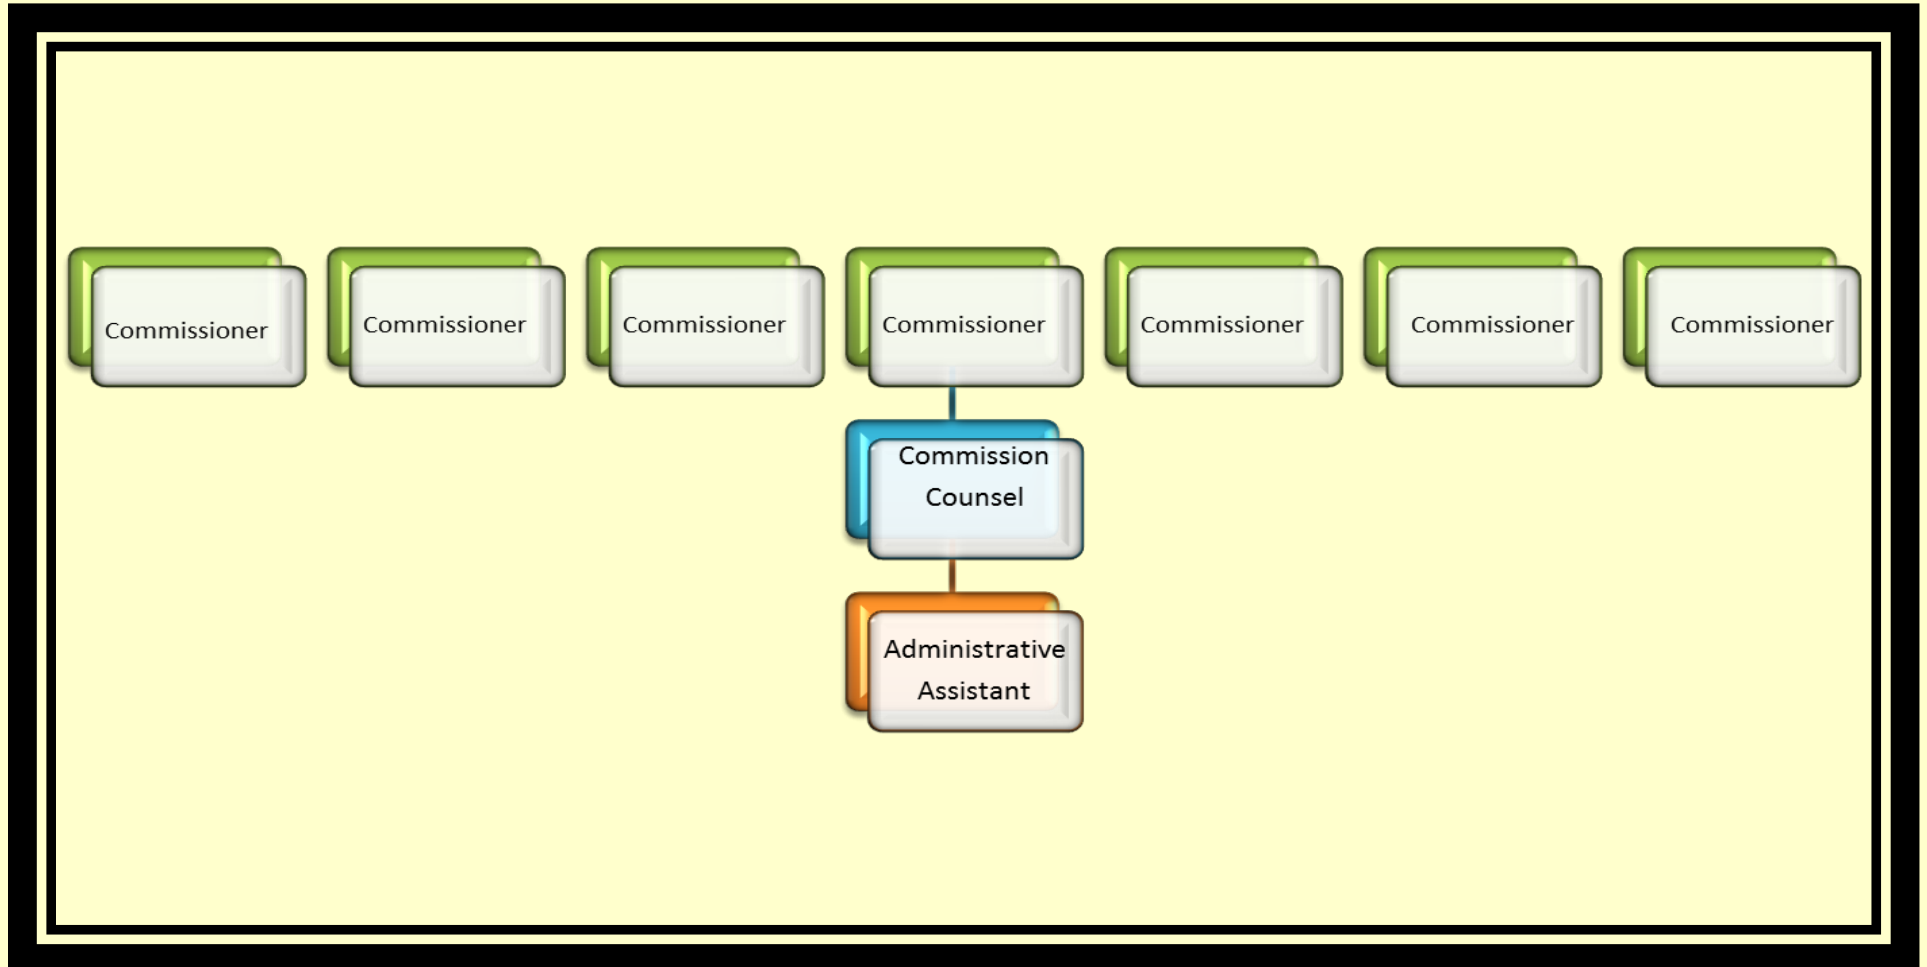 Commissioner
Commissioner
Commissioner
Commissioner
Commissioner
Commissioner
Commissioner
Commission
Counsel
Administrative
Assistant